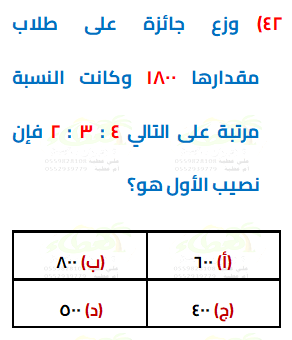 ٤٢) وزع جائزة على طلاب
مقدارها ١٨٠٠ وكانت النسبة
مرتبة على التالي ٤ : ٣ : ٢ فإن
نصيب الأول هو؟
(أ) ٦٠٠
(ب) ٨٠٠
(ج) ٤٠٠
(د) ٥٠٠